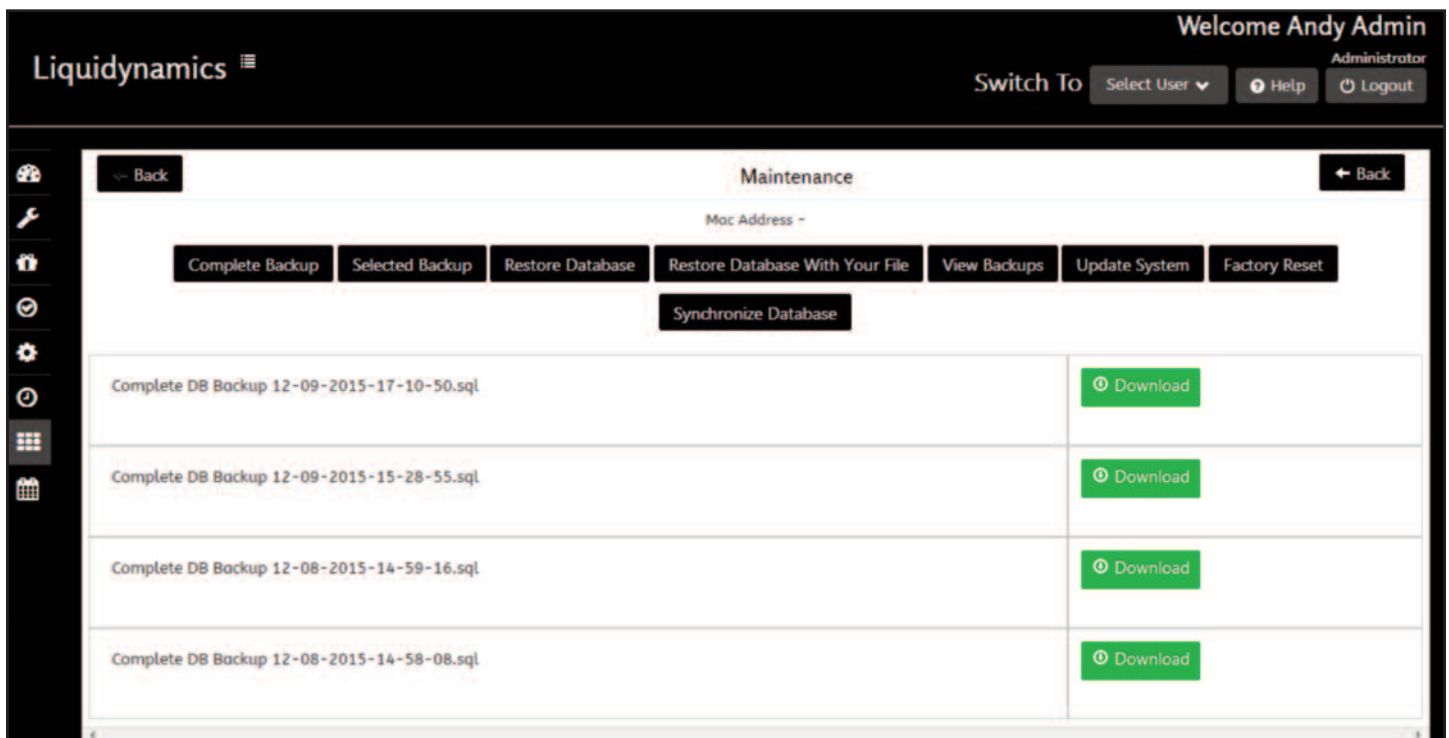 Welcome Andy Admin
Administrator
Liquidynamics
Switch To Select User Help Logout
Back Maintenance Back
Mac Address -
Complete Backup Selected Backup Restore Database Restore Database With Your File View Backups Update System Factory Reset
Synchronize Database
Complete DB Backup 12-09-2015-17-10-50.sql Download
Complete DB Backup 12-09-2015-15-28-55.sql Download
Complete DB Backup 12-08-2015-14-59-16.sql Download
Complete DB Backup 12-08-2015-14-58-08.sql Download